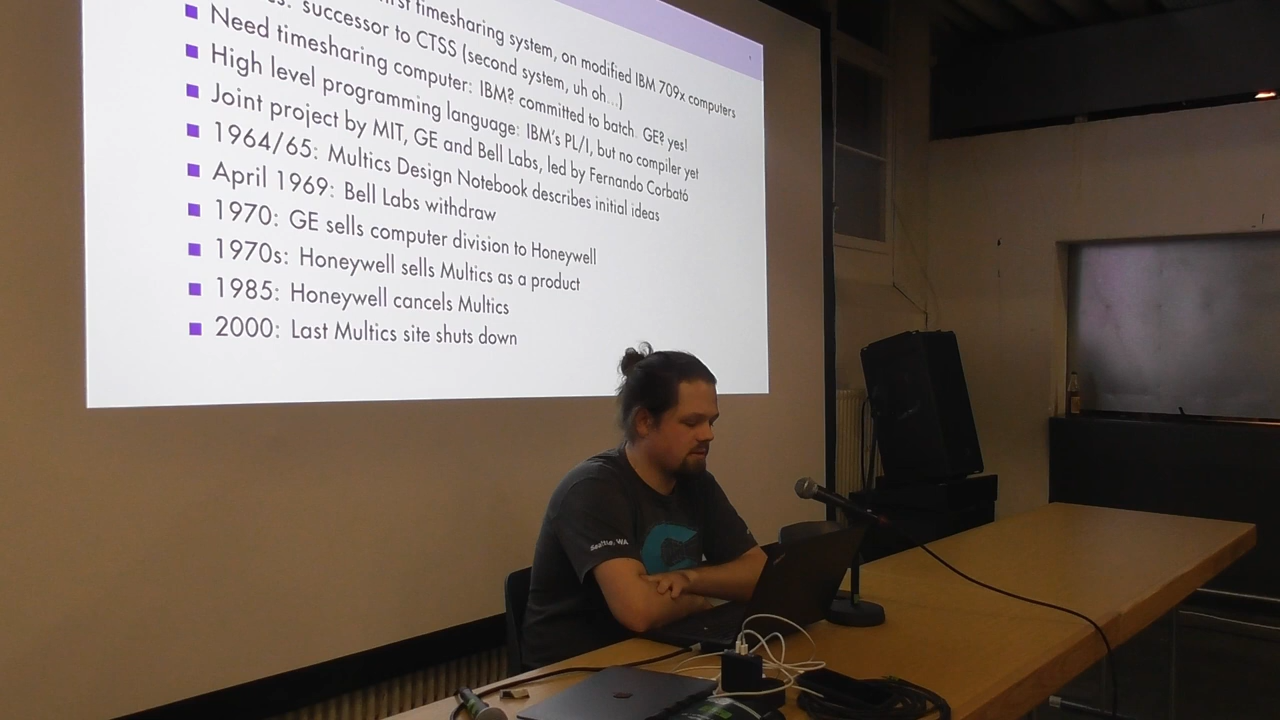 first timesharing system, on modified IBM 709x computers
successor to CTSS (second system, uh oh...)
Need timesharing computer: IBM? committed to batch. GE? yes!
High level programming language: IBM's PL/I, but no compiler yet
Joint project by MIT, GE and Bell Labs, led by Fernando Corbató
1964/65: Multics Design Notebook describes initial ideas
April 1969: Bell Labs withdraw
1970: GE sells computer division to Honeywell
1970s: Honeywell sells Multics as a product
1985: Honeywell cancels Multics
2000: Last Multics site shuts down
Seattle, WA